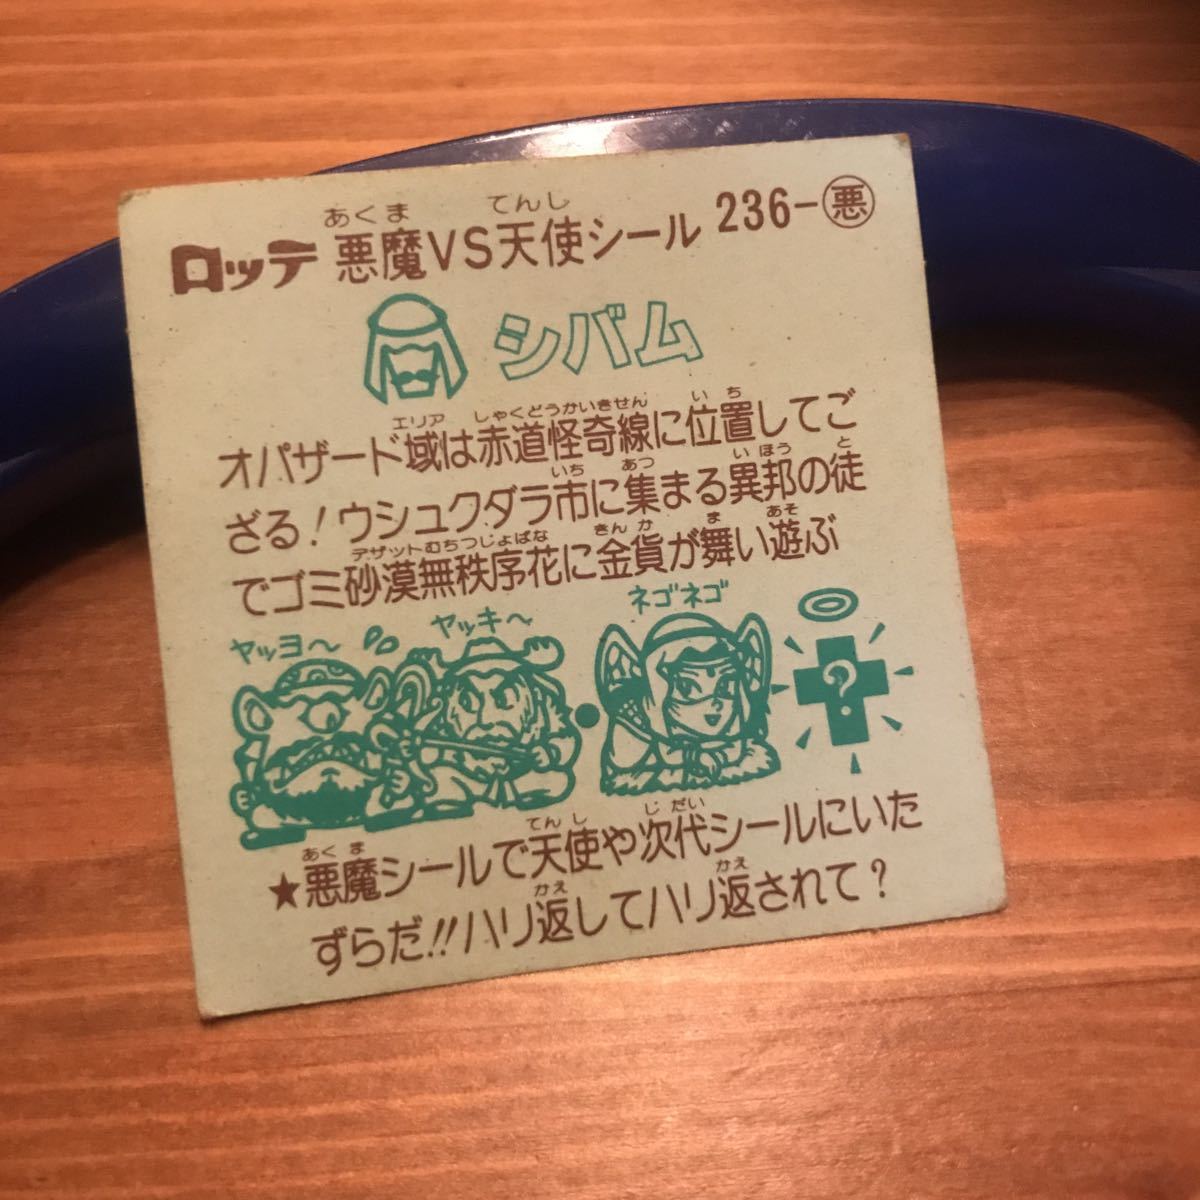 あくま てんし
ロッテ 悪魔VS天使シール 236-悪
シバム
エリア しゃくどうかいきせん いち
オパザード域は赤道怪奇線に位置してご
いち あつ いほう と
ざる!ウシュクダラ市に集まる異邦の徒
デザットむちつじょばな きんか ま あそ
でゴミ砂漠無秩序花に金貨が舞い遊ぶ
ヤッヨ〜 ヤッキ〜 ネゴネゴ
?
あくま てんし じだい
★悪魔シールで天使や次代シールにいた
かえ かえ
ずらだ!!ハリ返してハリ返されて?